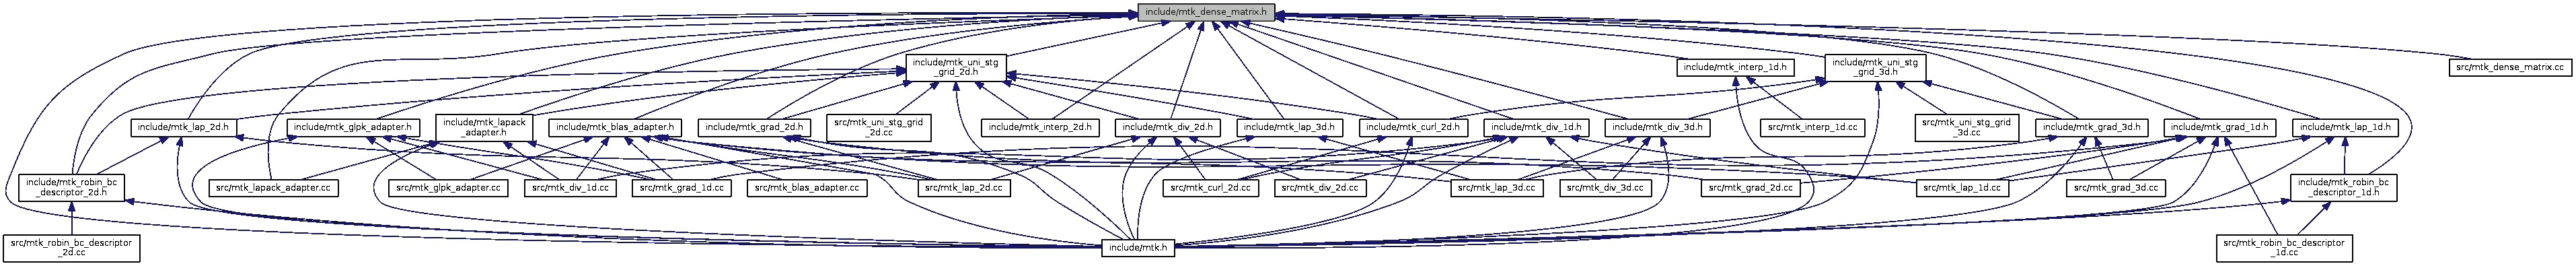 include/mtk_dense_matrix.h
include/mtk_uni_stg
_grid_2d.h
include/mtk_interp_1d.h
include/mtk_uni_stg
_grid_3d.h
src/mtk_dense_matrix.cc
include/mtk_lap_2d.h
include/mtk_glpk_adapter.h
include/mtk_lapack
_adapter.h
include/mtk_blas_adapter.h
include/mtk_grad_2d.h
src/mtk_uni_stg_grid
_2d.cc
include/mtk_interp_2d.h
include/mtk_div_2d.h
include/mtk_lap_3d.h
include/mtk_curl_2d.h
include/mtk_div_1d.h
include/mtk_div_3d.h
src/mtk_interp_1d.cc
src/mtk_uni_stg_grid
_3d.cc
include/mtk_grad_3d.h
include/mtk_grad_1d.h
include/mtk_lap_1d.h
include/mtk_robin_bc
_descriptor_2d.h
src/mtk_lapack_adapter.cc
src/mtk_glpk_adapter.cc
src/mtk_div_1d.cc
src/mtk_grad_1d.cc
src/mtk_blas_adapter.cc
src/mtk_lap_2d.cc
src/mtk_curl_2d.cc
src/mtk_div_2d.cc
src/mtk_lap_3d.cc
src/mtk_div_3d.cc
src/mtk_grad_2d.cc
src/mtk_lap_1d.cc
src/mtk_grad_3d.cc
include/mtk_robin_bc
_descriptor_1d.h
src/mtk_robin_bc_descriptor
_2d.cc
include/mtk.h
src/mtk_robin_bc_descriptor
_1d.cc